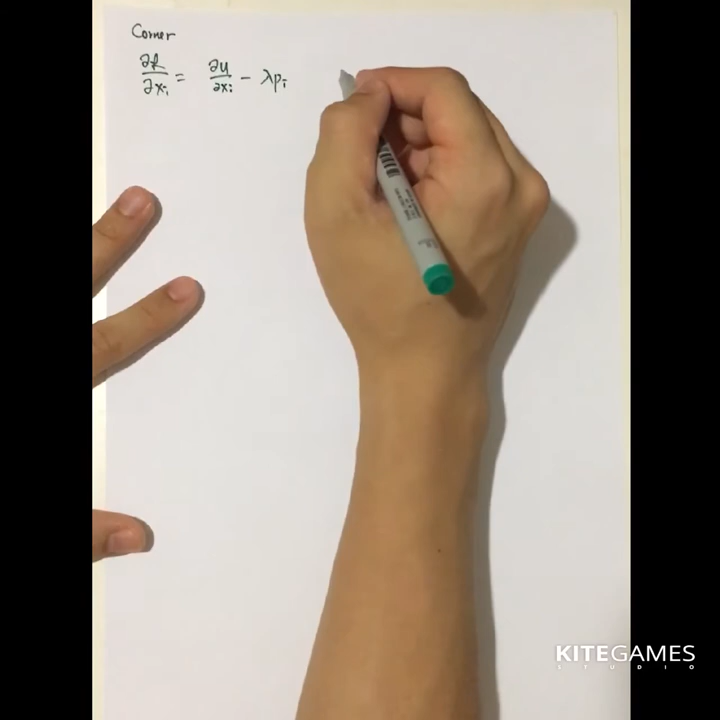 Corner
∂ℒ/∂xᵢ = ∂u/∂xᵢ − λpᵢ
KITEGAMES
STUDIO